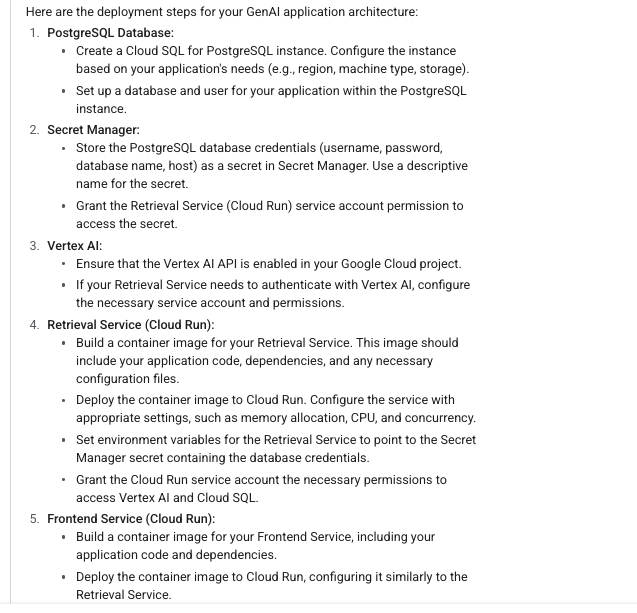 Here are the deployment steps for your GenAI application architecture:
1. PostgreSQL Database:
• Create a Cloud SQL for PostgreSQL instance. Configure the instance
based on your application's needs (e.g., region, machine type, storage).
• Set up a database and user for your application within the PostgreSQL
instance.
2. Secret Manager:
• Store the PostgreSQL database credentials (username, password,
database name, host) as a secret in Secret Manager. Use a descriptive
name for the secret.
• Grant the Retrieval Service (Cloud Run) service account permission to
access the secret.
3. Vertex AI:
• Ensure that the Vertex AI API is enabled in your Google Cloud project.
• If your Retrieval Service needs to authenticate with Vertex AI, configure
the necessary service account and permissions.
4. Retrieval Service (Cloud Run):
• Build a container image for your Retrieval Service. This image should
include your application code, dependencies, and any necessary
configuration files.
• Deploy the container image to Cloud Run. Configure the service with
appropriate settings, such as memory allocation, CPU, and concurrency.
• Set environment variables for the Retrieval Service to point to the Secret
Manager secret containing the database credentials.
• Grant the Cloud Run service account the necessary permissions to
access Vertex AI and Cloud SQL.
5. Frontend Service (Cloud Run):
• Build a container image for your Frontend Service, including your
application code and dependencies.
• Deploy the container image to Cloud Run, configuring it similarly to the
Retrieval Service.